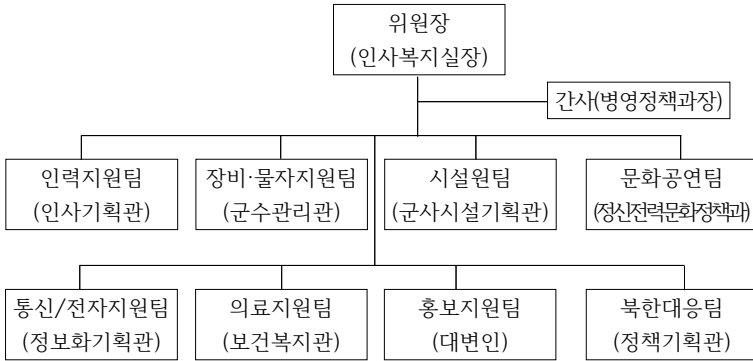 위원장
(인사복지실장)
간사(병영정책과장)
인력지원팀
(인사기획관)
장비·물자지원팀
(군수관리관)
시설원팀
(군사시설기획관)
문화공연팀
(정신전력문화정책과)
통신/전자지원팀
(정보화기획관)
의료지원팀
(보건복지관)
홍보지원팀
(대변인)
북한대응팀
(정책기획관)